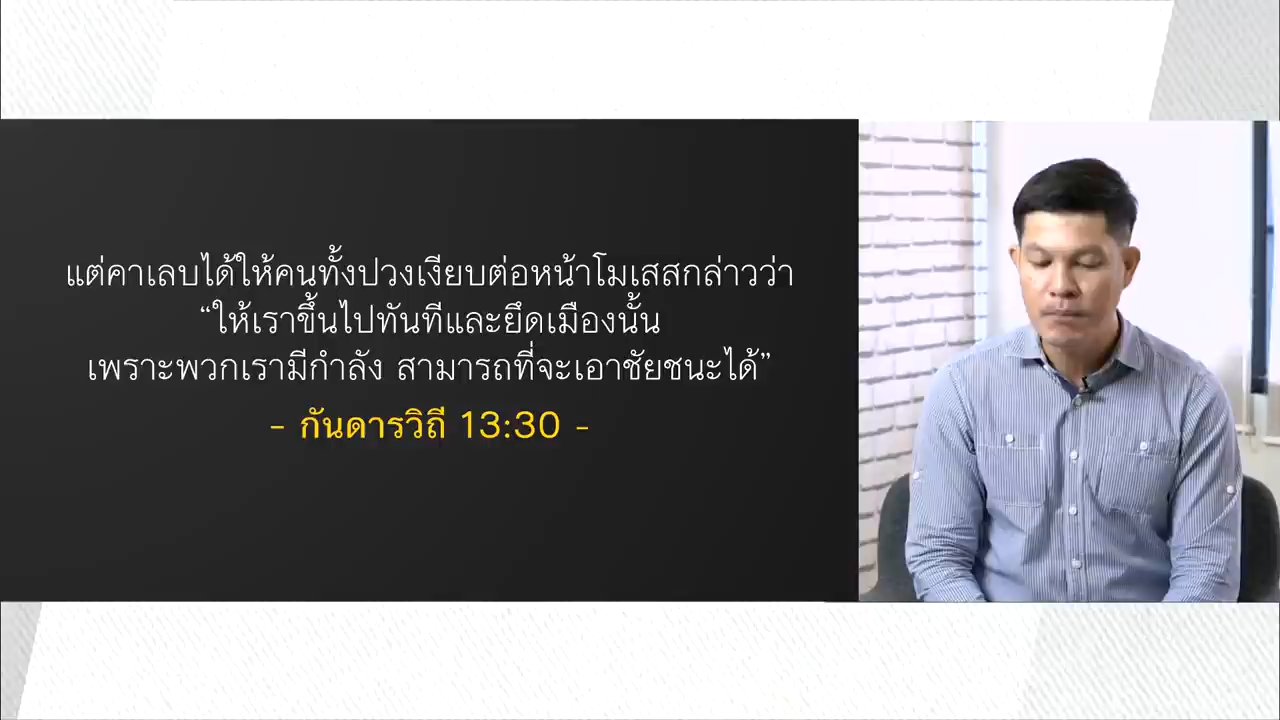 แต่คาเลบได้ให้คนทั้งปวงเงียบต่อหน้าโมเสสกล่าวว่า
“ให้เราขึ้นไปทันทีและยึดเมืองนั้น
เพราะพวกเรามีกำลัง สามารถที่จะเอาชัยชนะได้”
- กันดารวิถี 13:30 -